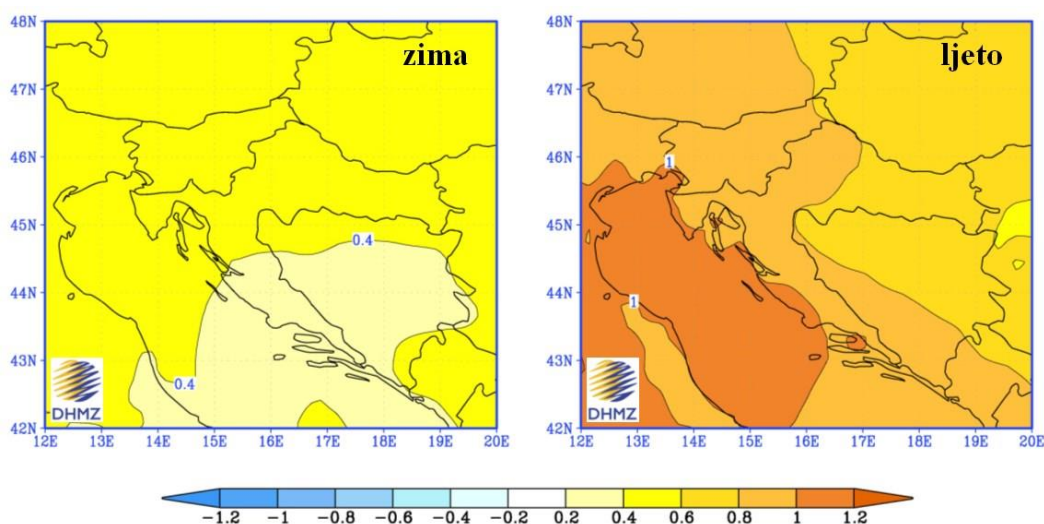 48N
47N
46N
45N
44N
43N
42N
zima
0.4
0.4
DHMZ
12E 13E 14E 15E 16E 17E 18E 19E 20E
48N
47N
46N
45N
44N
43N
42N
ljeto
1
1
DHMZ
12E 13E 14E 15E 16E 17E 18E 19E 20E
-1.2 -1 -0.8 -0.6 -0.4 -0.2 0.2 0.4 0.6 0.8 1 1.2